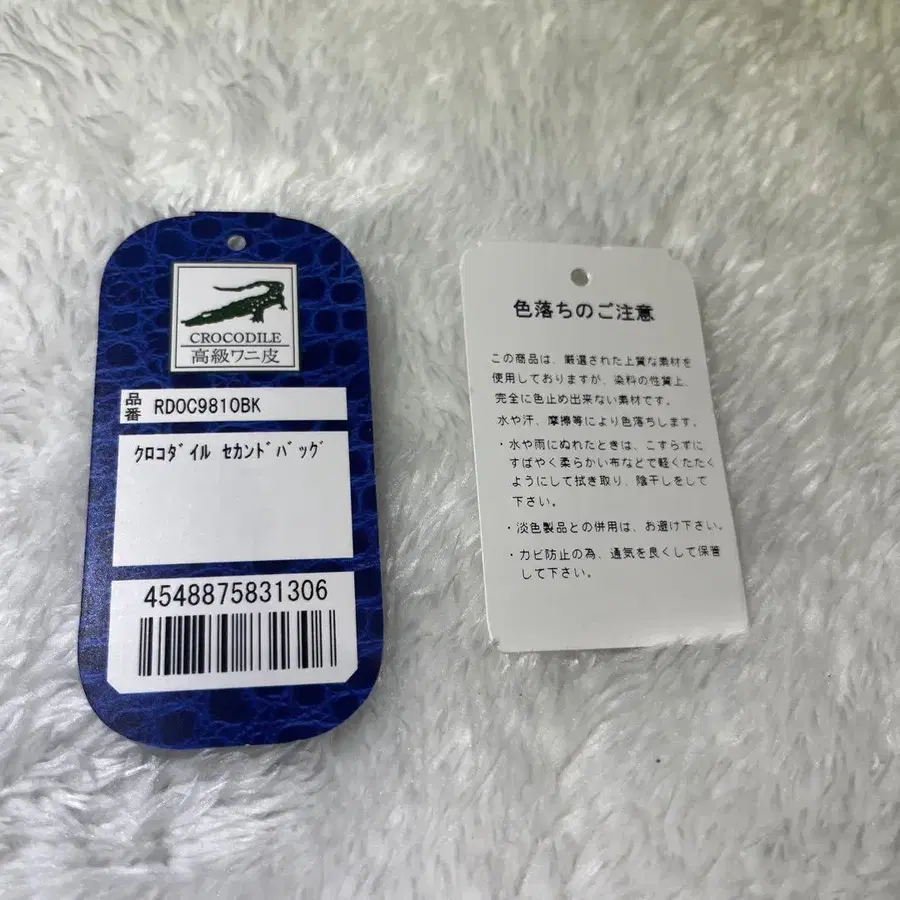 CROCODILE
高級ワニ皮
品番 RDOC9810BK
クロコダイル セカンドバッグ
4548875831306
色落ちのご注意
この商品は、厳選された上質な素材を
使用しておりますが、染料の性質上、
完全に色止め出来ない素材です。
水や汗、摩擦等により色落ちします。
・水や雨にぬれたときは、こすらずに
すばやく柔らかい布などで軽くたたく
ようにして拭き取り、陰干しをして
下さい。
・淡色製品との併用は、お避け下さい。
・カビ防止の為、通気を良くして保管
して下さい。